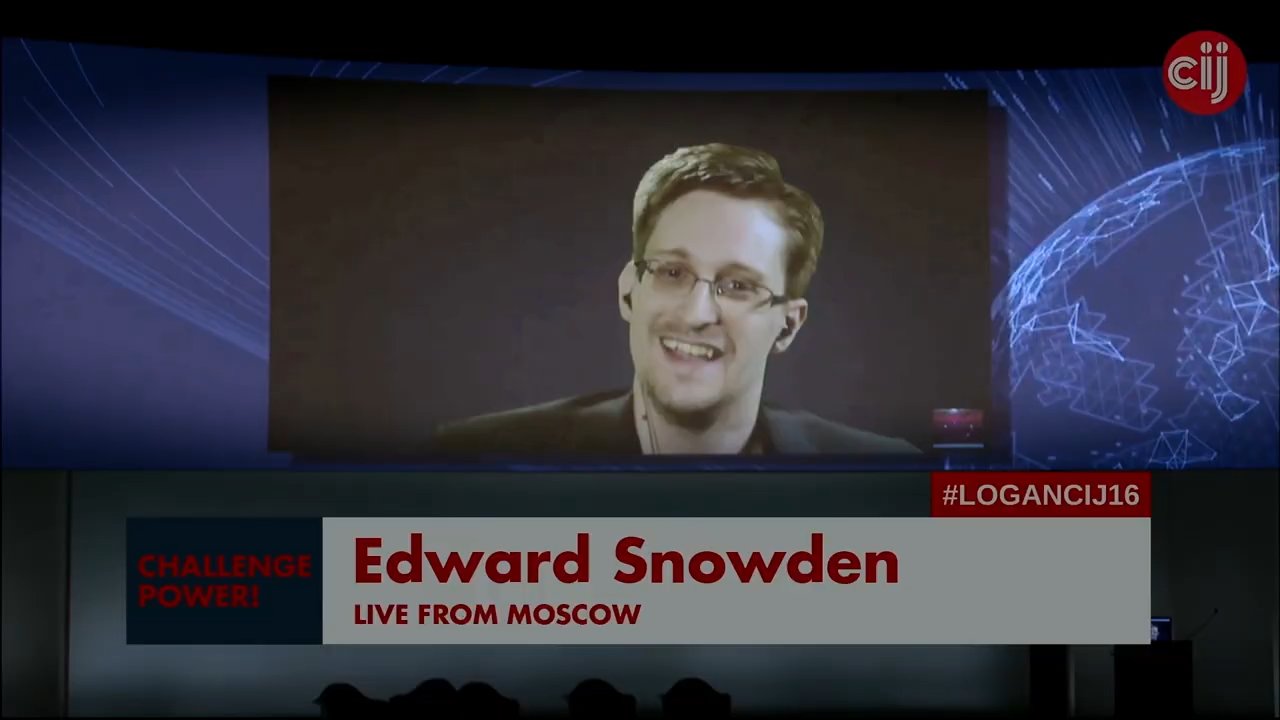 cij
#LOGANCIJ16
CHALLENGE
POWER!
Edward Snowden
LIVE FROM MOSCOW